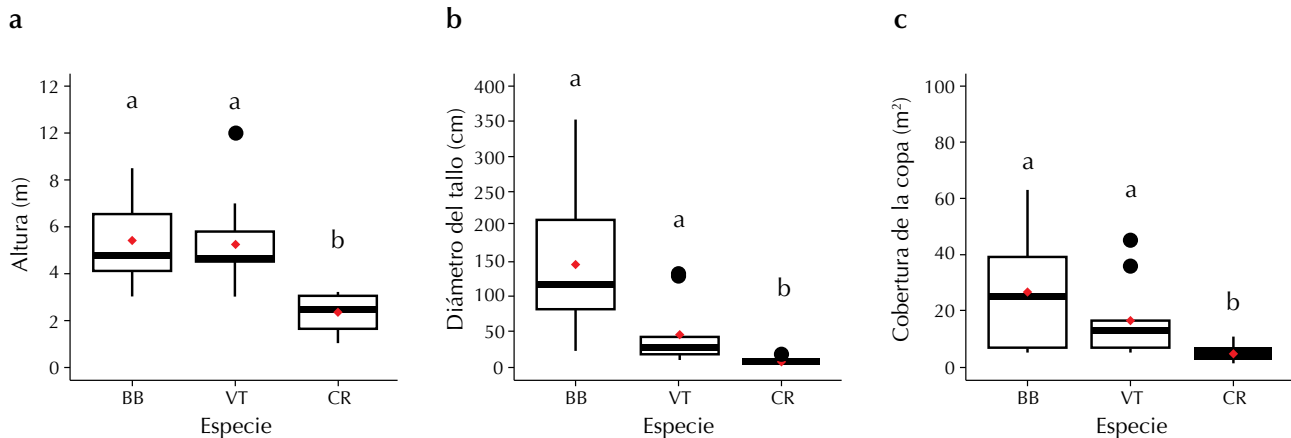 a
Altura (m)
12
12
8
6
4
2
0
a
a
b
BB
VT
CR
Especie
b
Diámetro del tallo (cm)
400
350
300
250
200
150
100
50
0
a
a
b
BB
VT
CR
Especie
c
Cobertura de la copa (m²)
100
80
60
40
20
0
a
a
b
BB
VT
CR
Especie